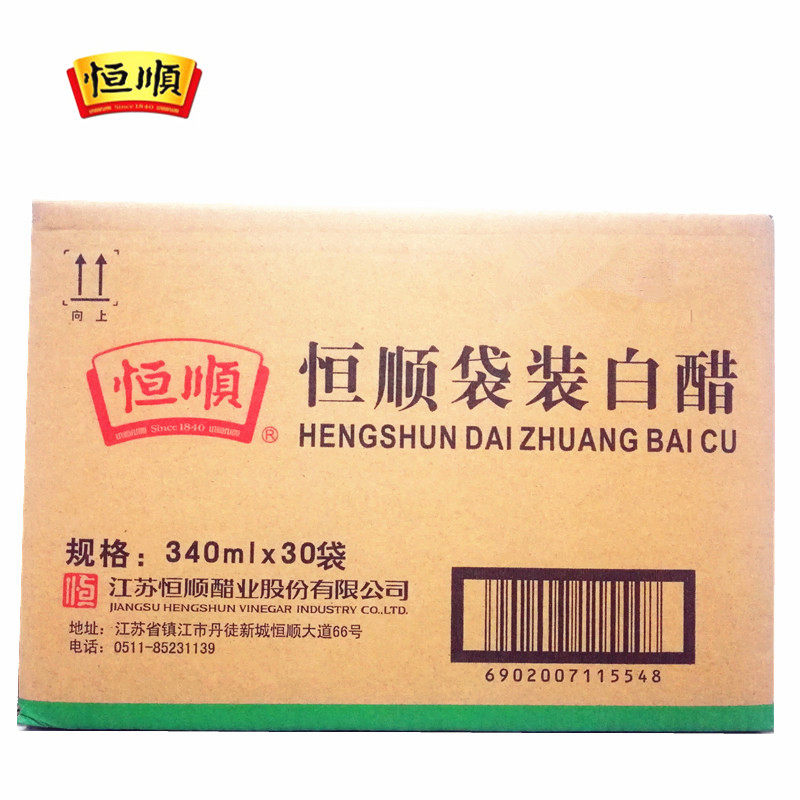 恒順
Since 1840
向上
恒順
Since 1840
®
恒顺袋装白醋
HENGSHUN DAI ZHUANG BAI CU
规格：340ml x 30袋
恒 江苏恒顺醋业股份有限公司
JIANGSU HENGSHUN VINEGAR INDUSTRY CO.,LTD.
地址：江苏省镇江市丹徒新城恒顺大道66号
电话：0511-85231139
6902007115548